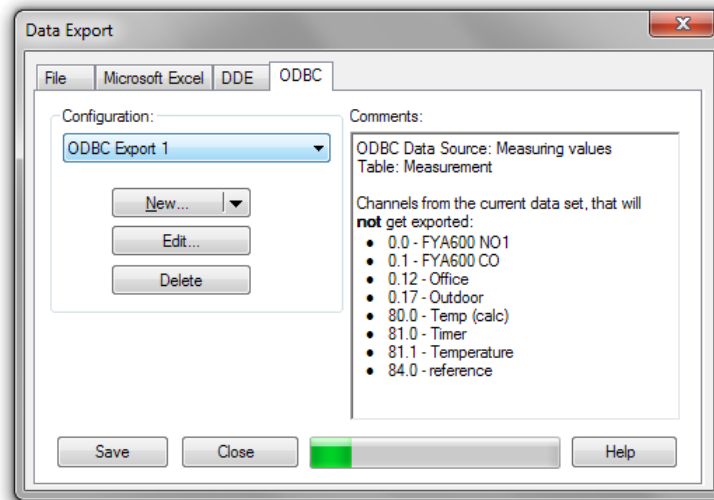 Data Export
File
Microsoft Excel
DDE
ODBC
Configuration:
ODBC Export 1
New...
Edit...
Delete
Comments:
ODBC Data Source: Measuring values
Table: Measurement
Channels from the current data set, that will
not get exported:
● 0.0 - FYA600 NO1
● 0.1 - FYA600 CO
● 0.12 - Office
● 0.17 - Outdoor
● 80.0 - Temp (calc)
● 81.0 - Timer
● 81.1 - Temperature
● 84.0 - reference
Save
Close
Help